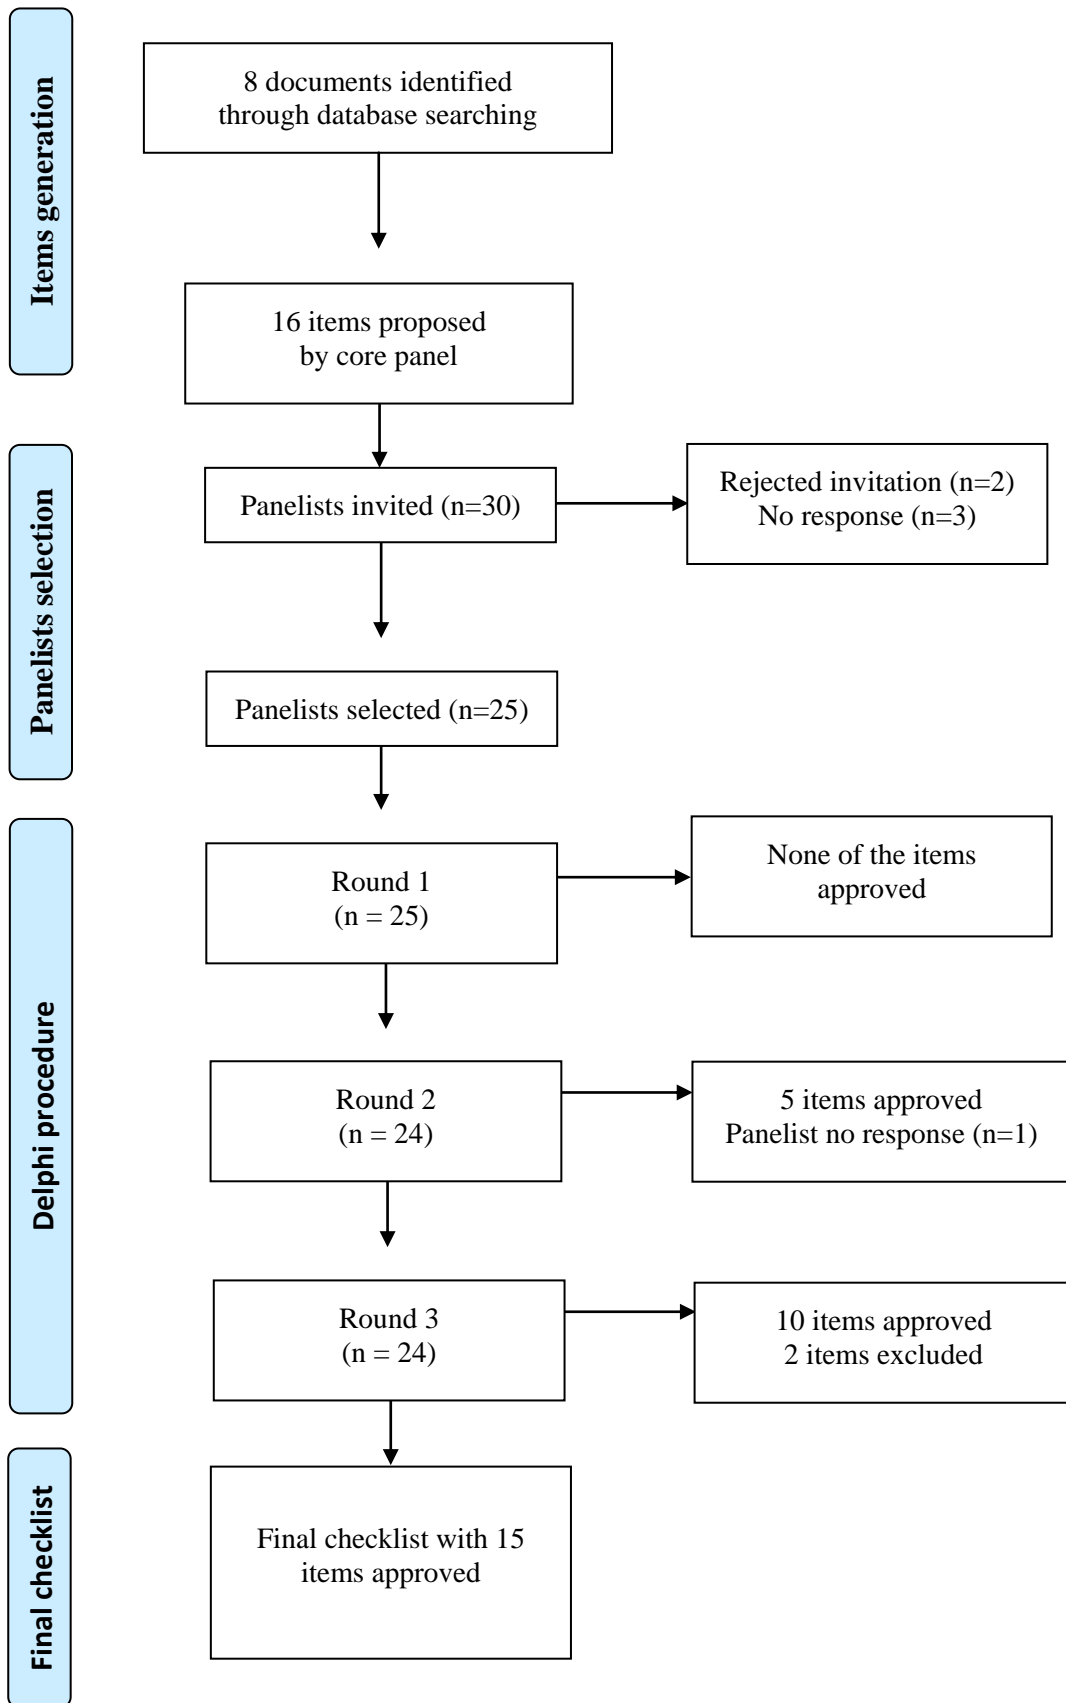 Items generation
8 documents identified
through database searching
16 items proposed
by core panel
Panelists selection
Panelists invited (n=30)
Rejected invitation (n=2)
No response (n=3)
Panelists selected (n=25)
Delphi procedure
Round 1
(n = 25)
None of the items
approved
Round 2
(n = 24)
5 items approved
Panelist no response (n=1)
Round 3
(n = 24)
10 items approved
2 items excluded
Final checklist
Final checklist with 15
items approved